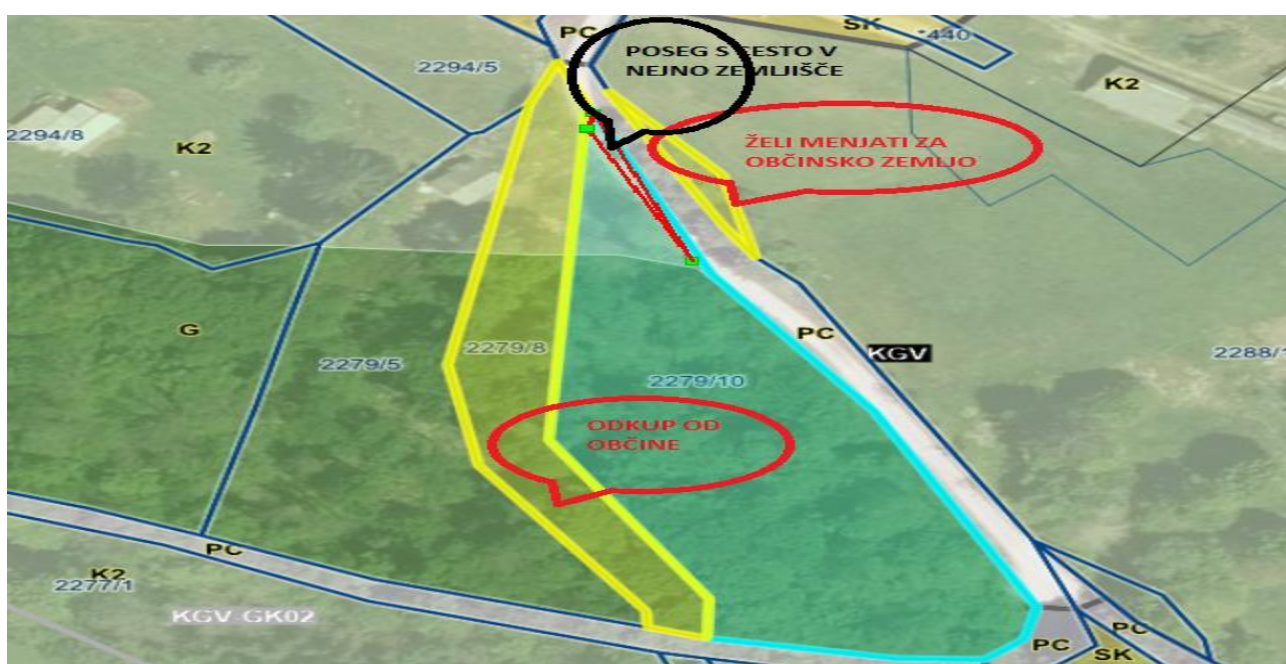 PC
SK
*440
POSEG S CESTO V
NEJNO ZEMLJIŠČE
2294/5
K2
2294/8
K2
ŽELI MENJATI ZA
OBČINSKO ZEMLJO
G
PC
2279/8
KGV
2288/1
2279/5
2279/10
ODKUP OD
OBČINE
PC
K2
2277/1
KGV GK02
PC
PC
SK